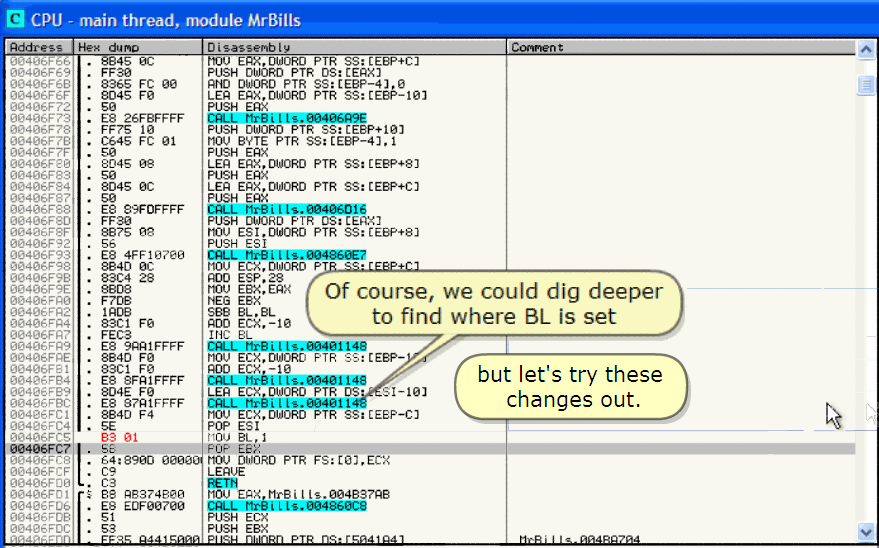 C CPU - main thread, module MrBills
Address Hex dump Disassembly Comment
00406F66 . 8B45 0C MOV EAX,DWORD PTR SS:[EBP+C]
00406F69 . FF30 PUSH DWORD PTR DS:[EAX]
00406F6B . 8365 FC 00 AND DWORD PTR SS:[EBP-4],0
00406F6F . 8D45 F0 LEA EAX,DWORD PTR SS:[EBP-10]
00406F72 . 50 PUSH EAX
00406F73 . E8 26FBFFFF CALL MrBills.00406A9E
00406F78 . FF75 10 PUSH DWORD PTR SS:[EBP+10]
00406F7B . C645 FC 01 MOV BYTE PTR SS:[EBP-4],1
00406F7F . 50 PUSH EAX
00406F80 . 8D45 08 LEA EAX,DWORD PTR SS:[EBP+8]
00406F83 . 50 PUSH EAX
00406F84 . 8D45 0C LEA EAX,DWORD PTR SS:[EBP+C]
00406F87 . 50 PUSH EAX
00406F88 . E8 89FDFFFF CALL MrBills.00406D16
00406F8D . FF30 PUSH DWORD PTR DS:[EAX]
00406F8F . 8B75 08 MOV ESI,DWORD PTR SS:[EBP+8]
00406F92 . 56 PUSH ESI
00406F93 . E8 4FF10700 CALL MrBills.004860E7
00406F98 . 8B4D 0C MOV ECX,DWORD PTR SS:[EBP+C]
00406F9B . 83C4 28 ADD ESP,28
00406F9E . 8BD8 MOV EBX,EAX
00406FA0 . F7DB NEG EBX
00406FA2 . 1ADB SBB BL,BL
00406FA4 . 83C1 F0 ADD ECX,-10
00406FA7 . FEC3 INC BL
00406FA9 . E8 9AA1FFFF CALL MrBills.00401148
00406FAE . 8B4D F0 MOV ECX,DWORD PTR SS:[EBP-10
00406FB1 . 83C1 F0 ADD ECX,-10
00406FB4 . E8 8FA1FFFF CALL MrBills.00401148
00406FB9 . 8D4E F0 LEA ECX,DWORD PTR DS:[ESI-10]
00406FBC . E8 87A1FFFF CALL MrBills.00401148
00406FC1 . 8B4D F4 MOV ECX,DWORD PTR SS:[EBP-C]
00406FC4 . 5E POP ESI
00406FC5 B3 01 MOV BL,1
00406FC7 . 5B POP EBX
00406FC8 . 64:890D 000000 MOV DWORD PTR FS:[0],ECX
00406FCF . C9 LEAVE
00406FD0 . C3 RETN
00406FD1 $ B8 AB374B00 MOV EAX,MrBills.004B37AB
00406FD6 . E8 EDF00700 CALL MrBills.004860C8
00406FDB . 51 PUSH ECX
00406FDC . 53 PUSH EBX
00406FDD . FF35 A4415000 PUSH DWORD PTR DS:[5041A4] MrBills.004BA704
Of course, we could dig deeper
to find where BL is set
but let's try these
changes out.